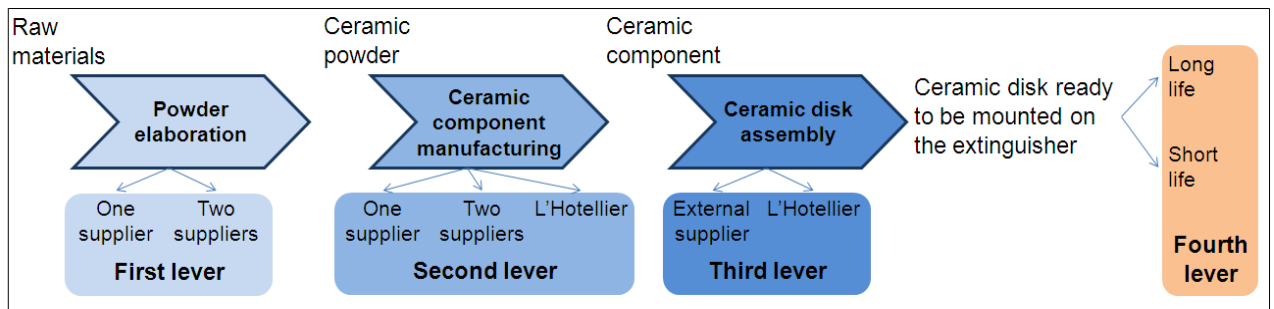 Raw
materials
Powder
elaboration
One
supplier
Two
suppliers
First lever
Ceramic
powder
Ceramic
component
manufacturing
One
supplier
Two
suppliers
L'Hotellier
Second lever
Ceramic
component
Ceramic disk
assembly
External
supplier
L'Hotellier
Third lever
Ceramic disk ready
to be mounted on
the extinguisher
Long
life
Short
life
Fourth
lever